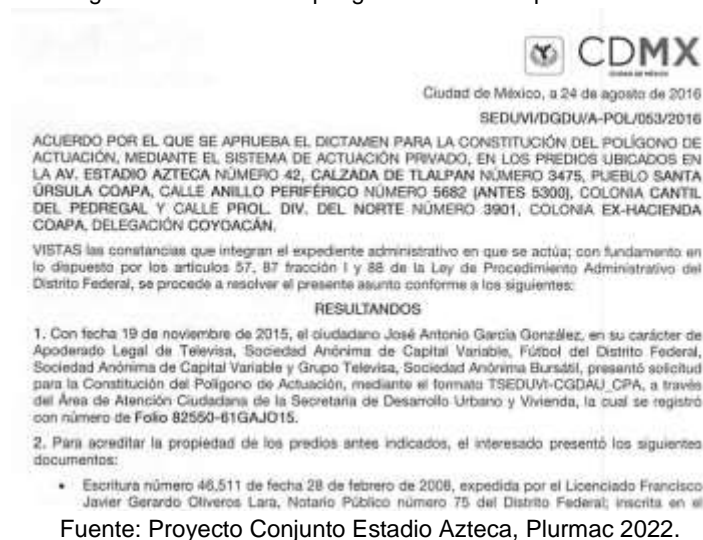 CDMX
CIUDAD DE MÉXICO
Ciudad de México, a 24 de agosto de 2016
SEDUVI/DGDU/A-POL/053/2016
ACUERDO POR EL QUE SE APRUEBA EL DICTAMEN PARA LA CONSTITUCIÓN DEL POLÍGONO DE
ACTUACIÓN, MEDIANTE EL SISTEMA DE ACTUACIÓN PRIVADO, EN LOS PREDIOS UBICADOS EN
LA AV. ESTADIO AZTECA NÚMERO 42, CALZADA DE TLALPAN NÚMERO 3475, PUEBLO SANTA
ÚRSULA COAPA, CALLE ANILLO PERIFÉRICO NÚMERO 5682 (ANTES 5300), COLONIA CANTIL
DEL PEDREGAL Y CALLE PROL. DIV. DEL NORTE NÚMERO 3901, COLONIA EX-HACIENDA
COAPA, DELEGACIÓN COYOACÁN.
VISTAS las constancias que integran el expediente administrativo en que se actúa; con fundamento en
lo dispuesto por los artículos 57, 87 fracción I y 88 de la Ley de Procedimiento Administrativo del
Distrito Federal, se procede a resolver el presente asunto conforme a los siguientes:
RESULTANDOS
1. Con fecha 19 de noviembre de 2015, el ciudadano José Antonio García González, en su carácter de
Apoderado Legal de Televisa, Sociedad Anónima de Capital Variable, Fútbol del Distrito Federal,
Sociedad Anónima de Capital Variable y Grupo Televisa, Sociedad Anónima Bursátil, presentó solicitud
para la Constitución del Polígono de Actuación, mediante el formato TSEDUVI-CGDAU_CPA, a través
del Área de Atención Ciudadana de la Secretaría de Desarrollo Urbano y Vivienda, la cual se registró
con número de Folio 82550-61GAJO15.
2. Para acreditar la propiedad de los predios antes indicados, el interesado presentó los siguientes
documentos:
• Escritura número 46,511 de fecha 28 de febrero de 2008, expedida por el Licenciado Francisco
Javier Gerardo Oliveros Lara, Notario Público número 75 del Distrito Federal; inscrita en el
Fuente: Proyecto Conjunto Estadio Azteca, Plurmac 2022.